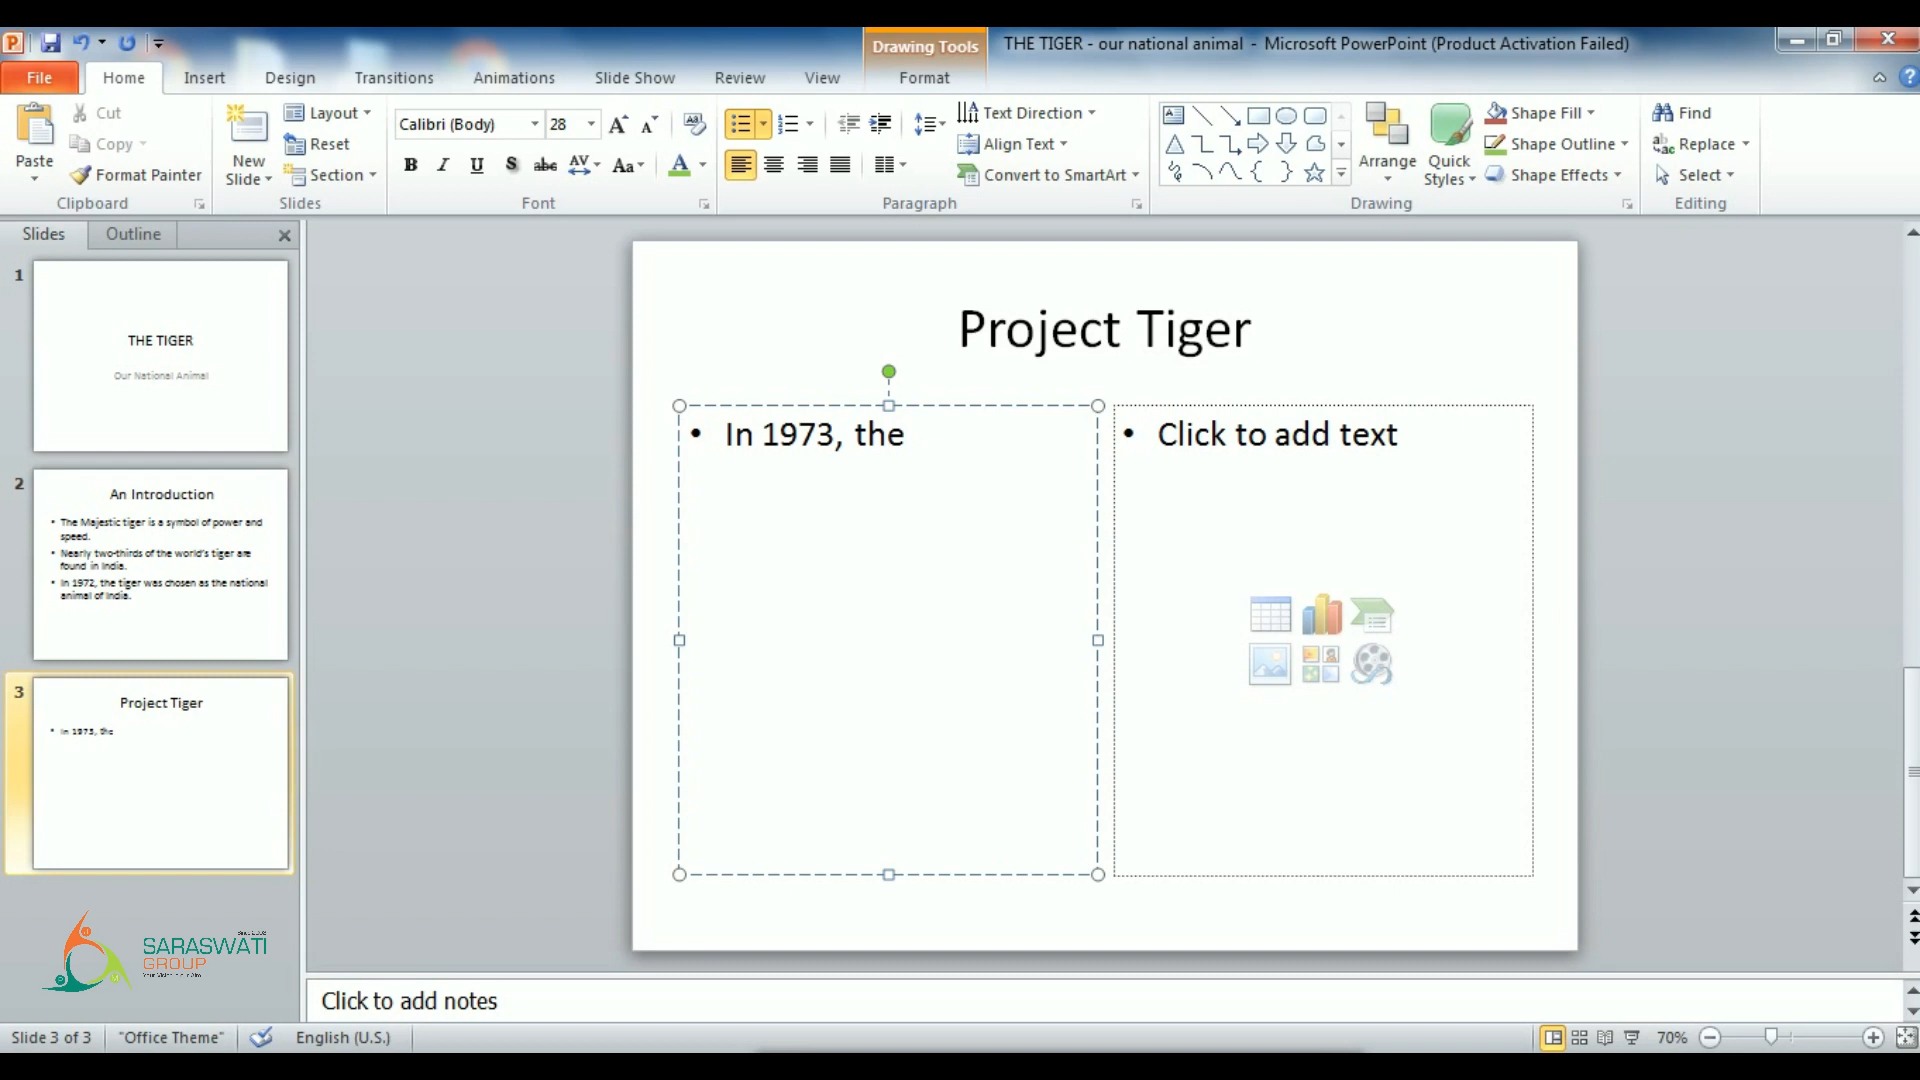 Drawing Tools
THE TIGER - our national animal - Microsoft PowerPoint (Product Activation Failed)
File Home Insert Design Transitions Animations Slide Show Review View Format
Paste
Cut
Copy
Format Painter
Clipboard
New Slide
Layout
Reset
Section
Slides
Calibri (Body) 28
B I U S abc AV Aa A
Font
Text Direction
Align Text
Convert to SmartArt
Paragraph
Arrange
Quick Styles
Shape Fill
Shape Outline
Shape Effects
Drawing
Find
Replace
Select
Editing
Slides Outline
1
THE TIGER
Our National Animal
2
An Introduction
• The Majestic tiger is a symbol of power and
speed.
• Nearly two-thirds of the world's tiger are
found in India.
• In 1972, the tiger was chosen as the national
animal of India.
3
Project Tiger
• In 1973, the
Project Tiger
• In 1973, the
• Click to add text
SARASWATI
GROUP
Click to add notes
Slide 3 of 3 "Office Theme" English (U.S.) 70%